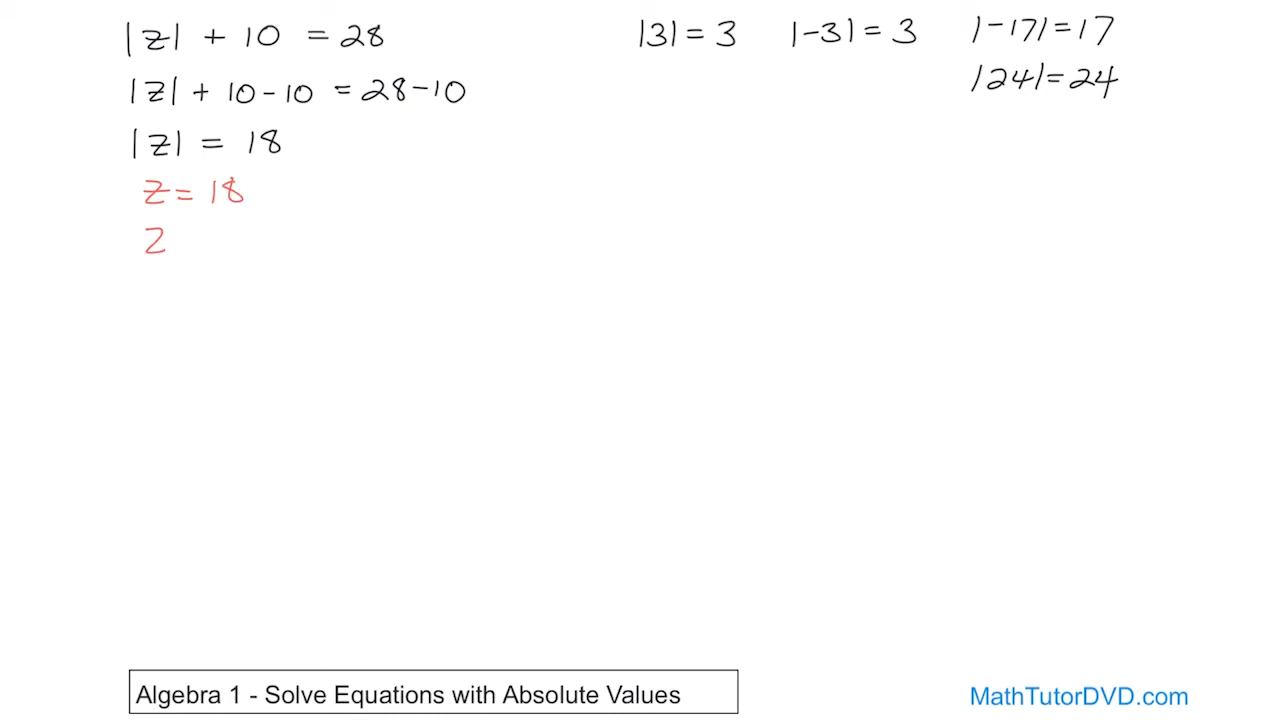 |z| + 10 = 28
|z| + 10 - 10 = 28 - 10
|z| = 18
z = 18
z
|3| = 3 |-3| = 3 |-17| = 17
|24| = 24
Algebra 1 - Solve Equations with Absolute Values
MathTutorDVD.com